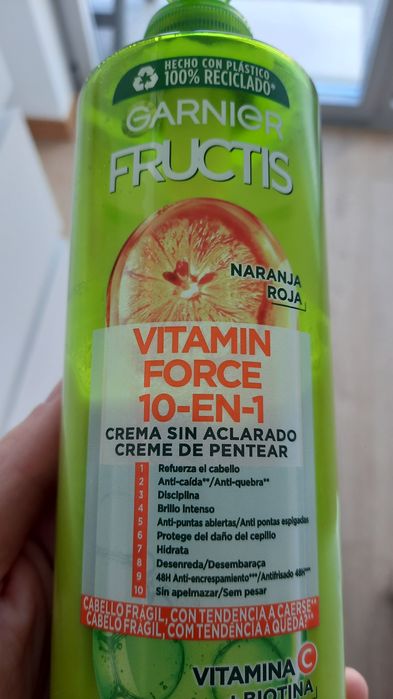 HECHO CON PLÁSTICO
100% RECICLADO*
GARNIER
FRUCTIS
NARANJA
ROJA
VITAMIN
FORCE
10-EN-1
CREMA SIN ACLARADO
CREME DE PENTEAR
1 Refuerza el cabello
2 Anti-caída**/Anti-quebra**
3 Disciplina
4 Brillo Intenso
5 Anti-puntas abiertas/Anti pontas espigadas
6 Protege del daño del cepillo
7 Hidrata
8 Desenreda/Desembaraça
9 48H Anti-encrespamiento***/Antifrisado 48H***
10 Sin apelmazar/Sem pesar
CABELLO FRÁGIL, CON TENDENCIA A CAERSE**
CABELO FRÁGIL, COM TENDÊNCIA A QUEDA**
VITAMINA C
+ BIOTINA